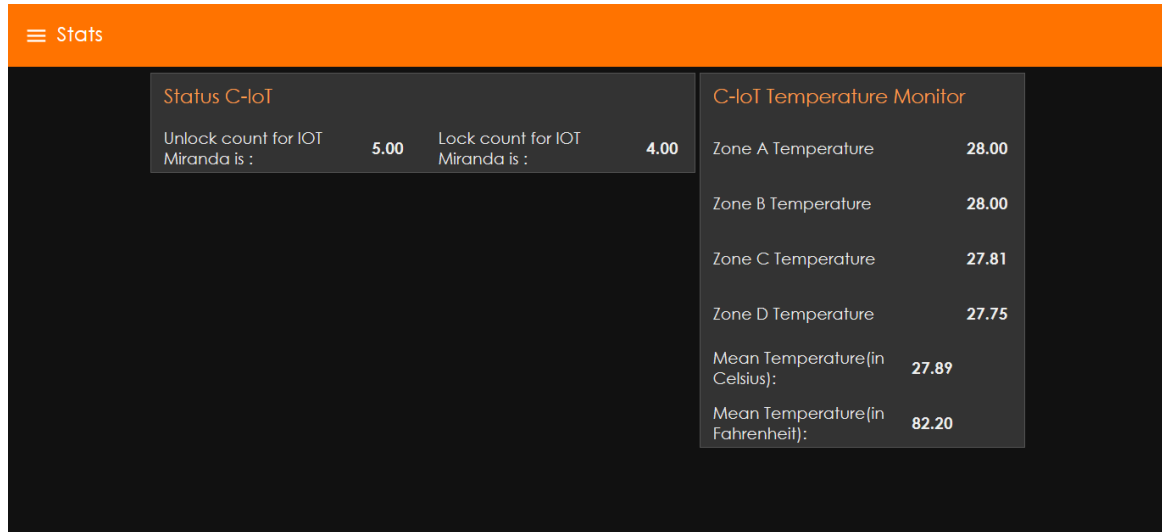 Stats
Status C-IoT
Unlock count for IOT
Miranda is :
5.00
Lock count for IOT
Miranda is :
4.00
C-IoT Temperature Monitor
Zone A Temperature 28.00
Zone B Temperature 28.00
Zone C Temperature 27.81
Zone D Temperature 27.75
Mean Temperature(in
Celsius):
27.89
Mean Temperature(in
Fahrenheit):
82.20